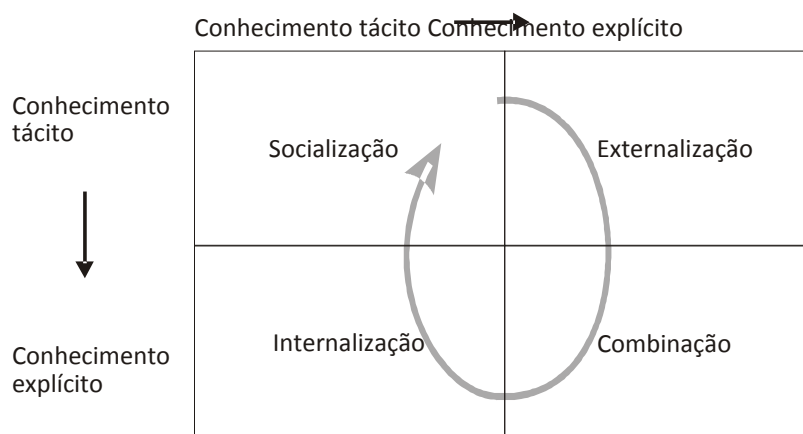 Conhecimento tácito Conhecimento explícito
Conhecimento
tácito
Socialização
Externalização
Internalização
Combinação
Conhecimento
explícito